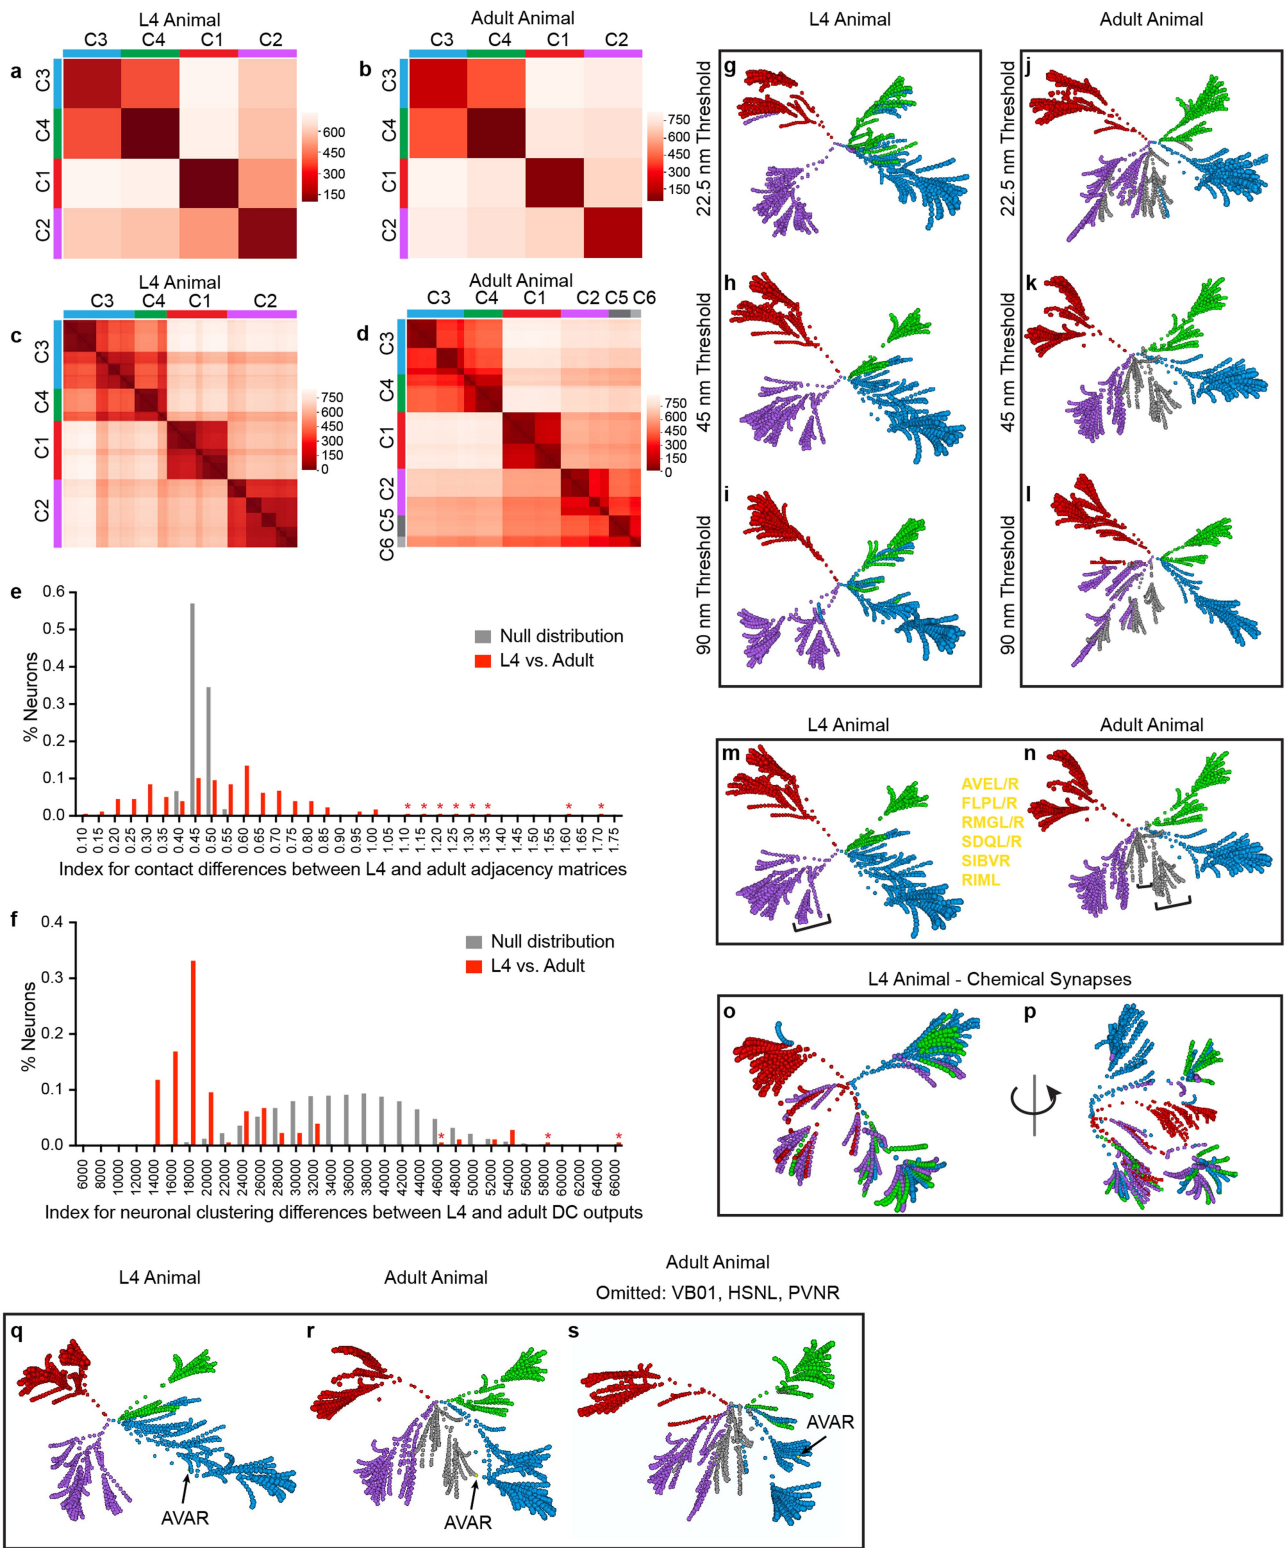 L4 Animal
C3 C4 C1 C2
a
C3
C4
C1
C2
600
450
300
150
Adult Animal
C3 C4 C1 C2
b
C3
C4
C1
C2
750
600
450
300
150
L4 Animal
C3 C4 C1 C2
c
C3
C4
C1
C2
750
600
450
300
150
0
Adult Animal
C3 C4 C1 C2 C5 C6
d
C3
C4
C1
C2
C5
C6
750
600
450
300
150
0
e
0.6
0.5
0.4
0.3
0.2
0.1
0.0
% Neurons
Null distribution
L4 vs. Adult
* * * * * * * *
0.10 0.15 0.20 0.25 0.30 0.35 0.40 0.45 0.50 0.55 0.60 0.65 0.70 0.75 0.80 0.85 0.90 0.95 1.00 1.05 1.10 1.15 1.20 1.25 1.30 1.35 1.40 1.45 1.50 1.55 1.60 1.65 1.70 1.75
Index for contact differences between L4 and adult adjacency matrices
f
0.4
0.3
0.2
0.1
0.0
% Neurons
Null distribution
L4 vs. Adult
* * *
6000 8000 10000 12000 14000 16000 18000 20000 22000 24000 26000 28000 30000 32000 34000 36000 38000 40000 42000 44000 46000 48000 50000 52000 54000 56000 58000 60000 62000 64000 66000
Index for neuronal clustering differences between L4 and adult DC outputs
L4 Animal
Adult Animal
22.5 nm Threshold
g
22.5 nm Threshold
j
45 nm Threshold
h
45 nm Threshold
k
90 nm Threshold
i
90 nm Threshold
l
L4 Animal
Adult Animal
m
AVEL/R
FLPL/R
RMGL/R
SDQL/R
SIBVR
RIML
n
L4 Animal - Chemical Synapses
o
p
L4 Animal
Adult Animal
Adult Animal
Omitted: VB01, HSNL, PVNR
q
AVAR
r
AVAR
s
AVAR